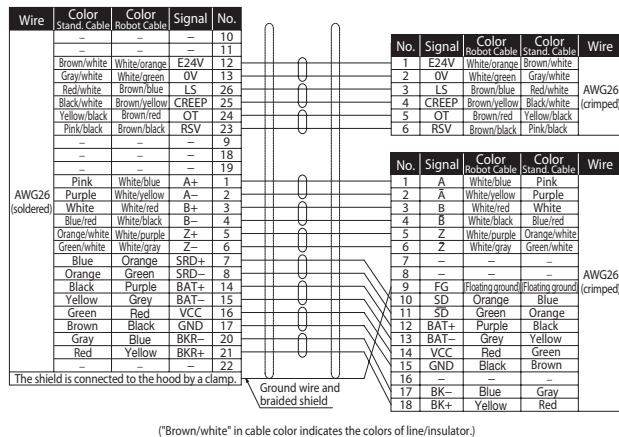 Wire Color Stand. Cable Color Robot Cable Signal No.
– – – 10
– – – 11
Brown/white White/orange E24V 12
Gray/white White/green 0V 13
Red/white Brown/blue LS 26
Black/white Brown/yellow CREEP 25
Yellow/black Brown/red OT 24
Pink/black Brown/black RSV 23
– – – 9
– – – 18
– – – 19
Pink White/blue A+ 1
AWG26 (soldered) Purple White/yellow A– 2
White White/red B+ 3
Blue/red White/black B– 4
Orange/white White/purple Z+ 5
Green/white White/gray Z– 6
Blue Orange SRD+ 7
Orange Green SRD– 8
Black Purple BAT+ 14
Yellow Grey BAT– 15
Green Red VCC 16
Brown Black GND 17
Gray Blue BKR– 20
Red Yellow BKR+ 21
– – – 22
The shield is connected to the hood by a clamp.
Ground wire and
braided shield
No. Signal Color Robot Cable Color Stand. Cable Wire
1 E24V White/orange Brown/white
2 0V White/green Gray/white
3 LS Brown/blue Red/white AWG26
4 CREEP Brown/yellow Black/white (crimped)
5 OT Brown/red Yellow/black
6 RSV Brown/black Pink/black
No. Signal Color Robot Cable Color Stand. Cable Wire
1 A White/blue Pink
2 A̅ White/yellow Purple
3 B White/red White
4 B̅ White/black Blue/red
5 Z White/purple Orange/white
6 Z̅ White/gray Green/white
7 – – –
8 – – – AWG26
9 FG (Floating ground) (Floating ground) (crimped)
10 SD Orange Blue
11 S̅D̅ Green Orange
12 BAT+ Purple Black
13 BAT– Grey Yellow
14 VCC Red Green
15 GND Black Brown
16 – – –
17 BK– Blue Gray
18 BK+ Yellow Red
("Brown/white" in cable color indicates the colors of line/insulator.)